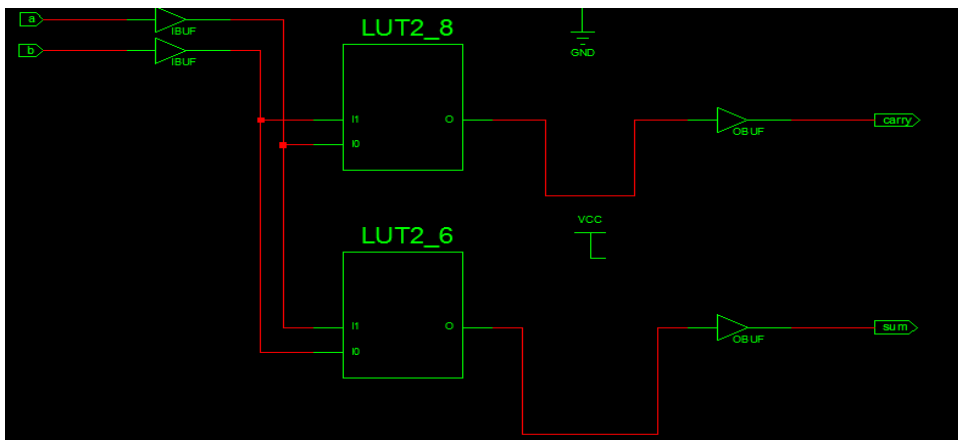 a
IBUF
b
IBUF
LUT2_8
GND
I1
O
I0
OBUF
carry
VCC
LUT2_6
I1
O
I0
OBUF
sum